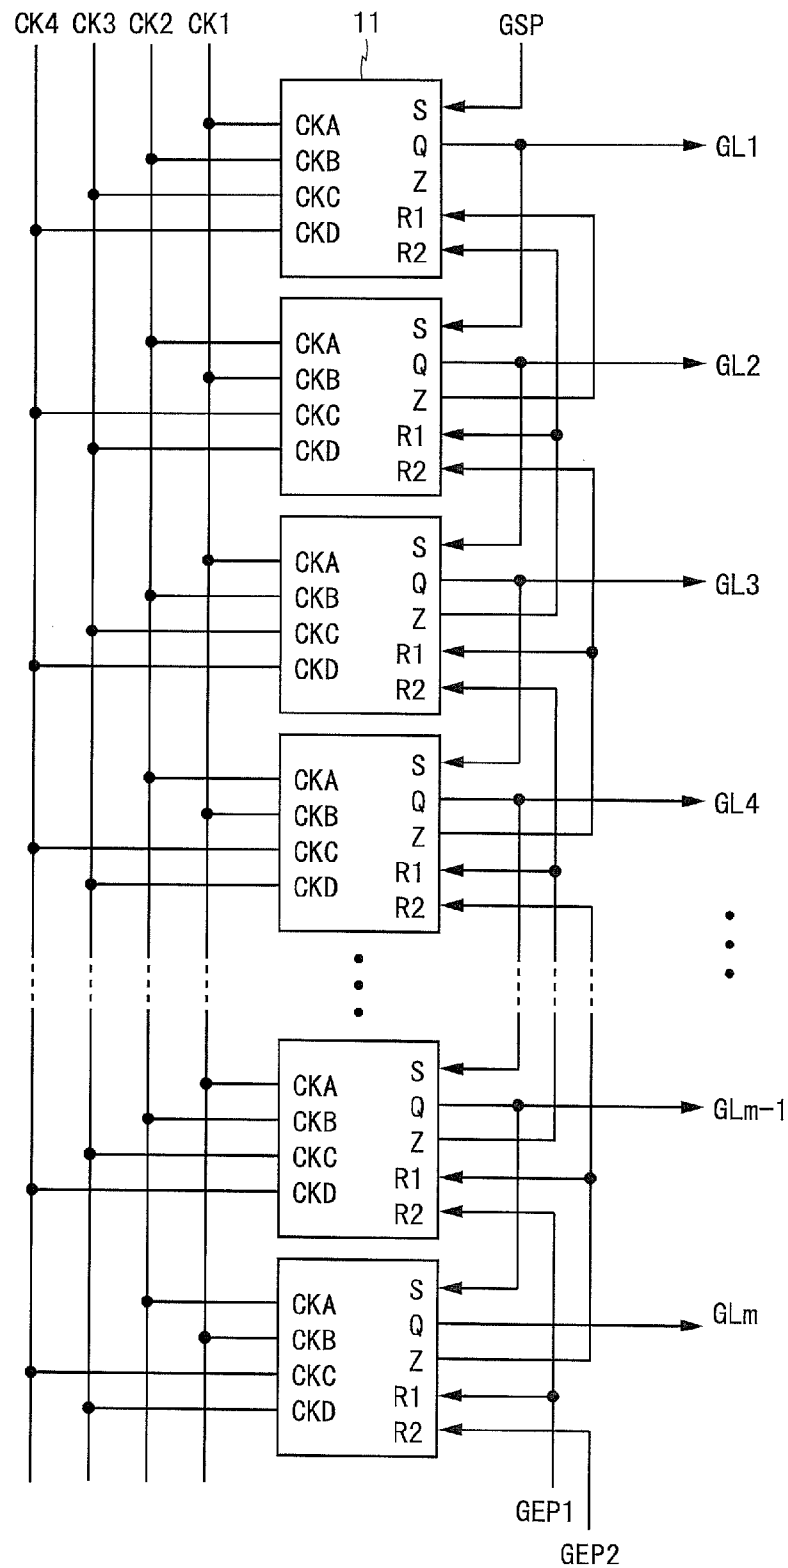 CK4 CK3 CK2 CK1 11 GSP
S
CKA
Q GL1
CKB
Z
CKC
R1
CKD
R2
S
CKA
Q GL2
CKB
Z
CKC
R1
CKD
R2
S
CKA
Q GL3
CKB
Z
CKC
R1
CKD
R2
S
CKA
Q GL4
CKB
Z
CKC
R1
CKD
R2
S
CKA
Q GLm-1
CKB
Z
CKC
R1
CKD
R2
S
CKA
Q GLm
CKB
Z
CKC
R1
CKD
R2
GEP1
GEP2